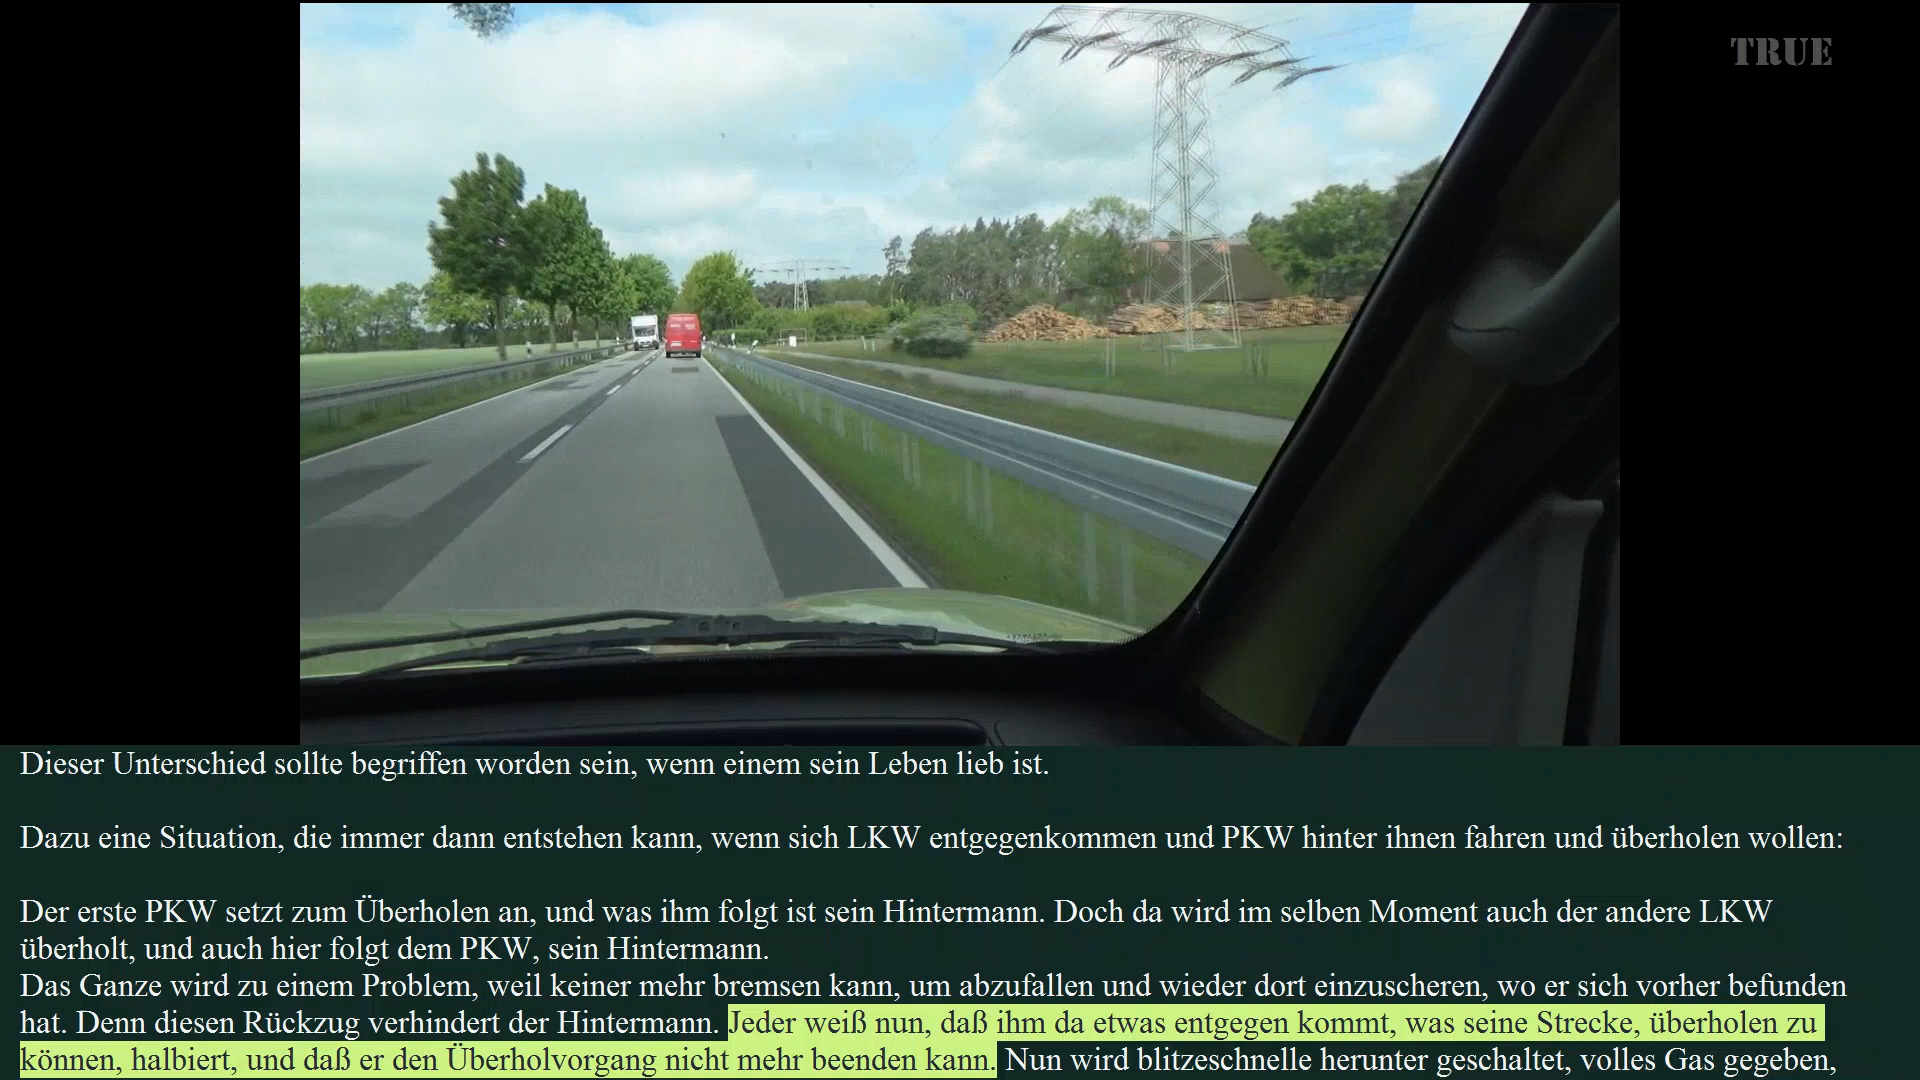 TRUE
Dieser Unterschied sollte begriffen worden sein, wenn einem sein Leben lieb ist.
Dazu eine Situation, die immer dann entstehen kann, wenn sich LKW entgegenkommen und PKW hinter ihnen fahren und überholen wollen:
Der erste PKW setzt zum Überholen an, und was ihm folgt ist sein Hintermann. Doch da wird im selben Moment auch der andere LKW
überholt, und auch hier folgt dem PKW, sein Hintermann.
Das Ganze wird zu einem Problem, weil keiner mehr bremsen kann, um abzufallen und wieder dort einzuscheren, wo er sich vorher befunden
hat. Denn diesen Rückzug verhindert der Hintermann. Jeder weiß nun, daß ihm da etwas entgegen kommt, was seine Strecke, überholen zu
können, halbiert, und daß er den Überholvorgang nicht mehr beenden kann. Nun wird blitzeschnelle herunter geschaltet, volles Gas gegeben,